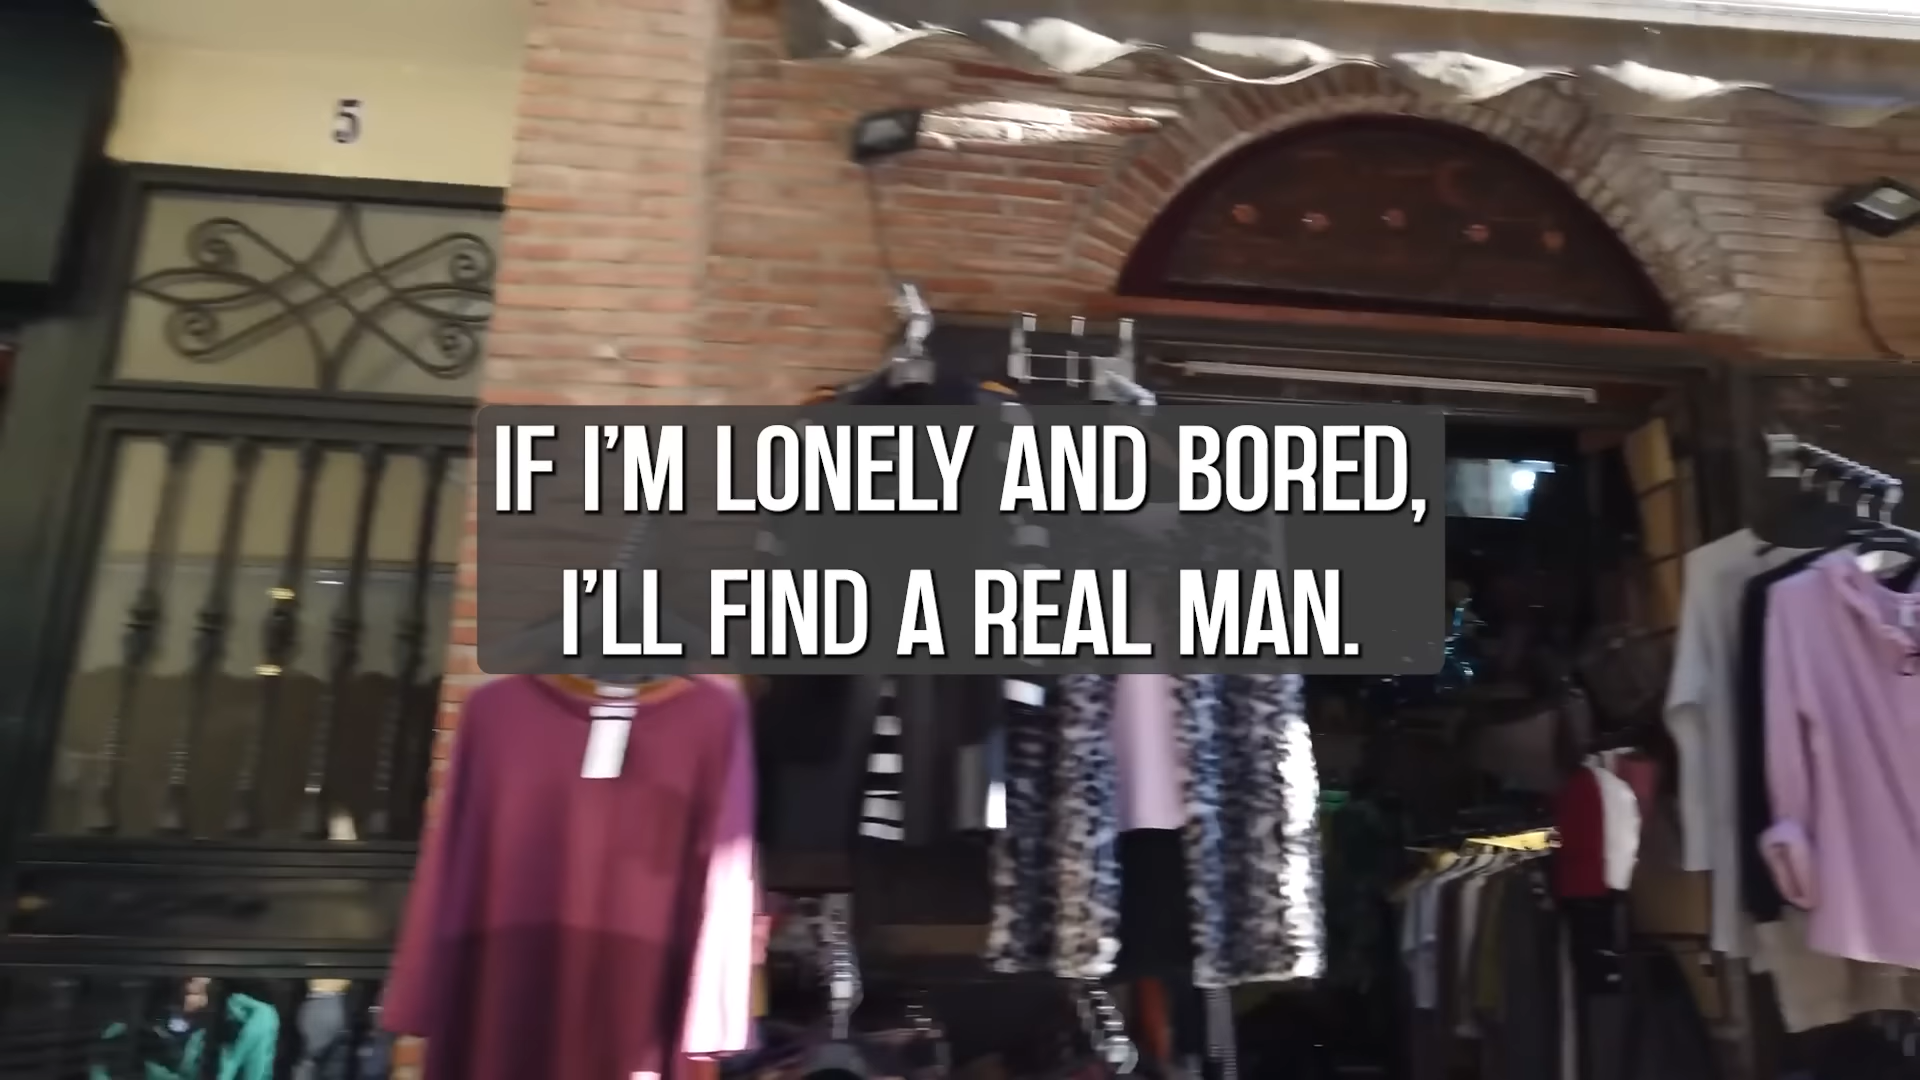 5
IF I'M LONELY AND BORED,
I'LL FIND A REAL MAN.